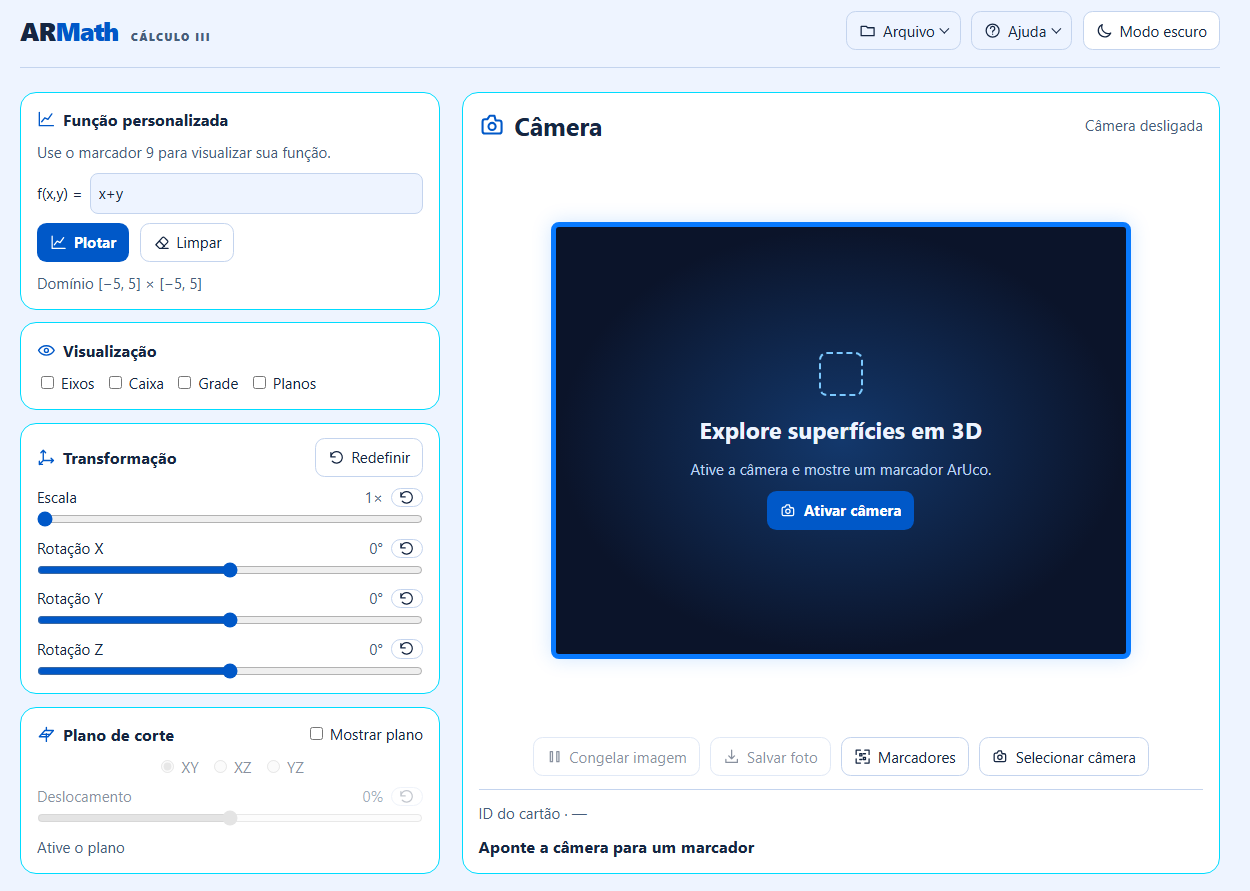 ARMath CÁLCULO III
Arquivo
Ajuda
Modo escuro
Função personalizada
Use o marcador 9 para visualizar sua função.
f(x,y) = x+y
Plotar
Limpar
Domínio [−5, 5] × [−5, 5]
Visualização
Eixos
Caixa
Grade
Planos
Transformação
Redefinir
Escala
1×
Rotação X
0°
Rotação Y
0°
Rotação Z
0°
Plano de corte
Mostrar plano
XY
XZ
YZ
Deslocamento
0%
Ative o plano
Câmera
Câmera desligada
Explore superfícies em 3D
Ative a câmera e mostre um marcador ArUco.
Ativar câmera
Congelar imagem
Salvar foto
Marcadores
Selecionar câmera
ID do cartão · —
Aponte a câmera para um marcador